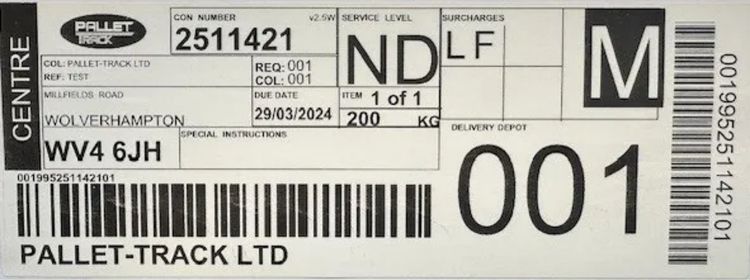 CENTRE
PALLET
TRACK
CON NUMBER v2.5W
2511421
SERVICE LEVEL
ND
SURCHARGES
LF
M
COL: PALLET-TRACK LTD
REF: TEST
REQ: 001
COL: 001
MILLFIELDS ROAD
WOLVERHAMPTON
DUE DATE
29/03/2024
ITEM 1 of 1
200 KG
WV4 6JH
SPECIAL INSTRUCTIONS
DELIVERY DEPOT
001
001995251142101
PALLET-TRACK LTD
001995251142101